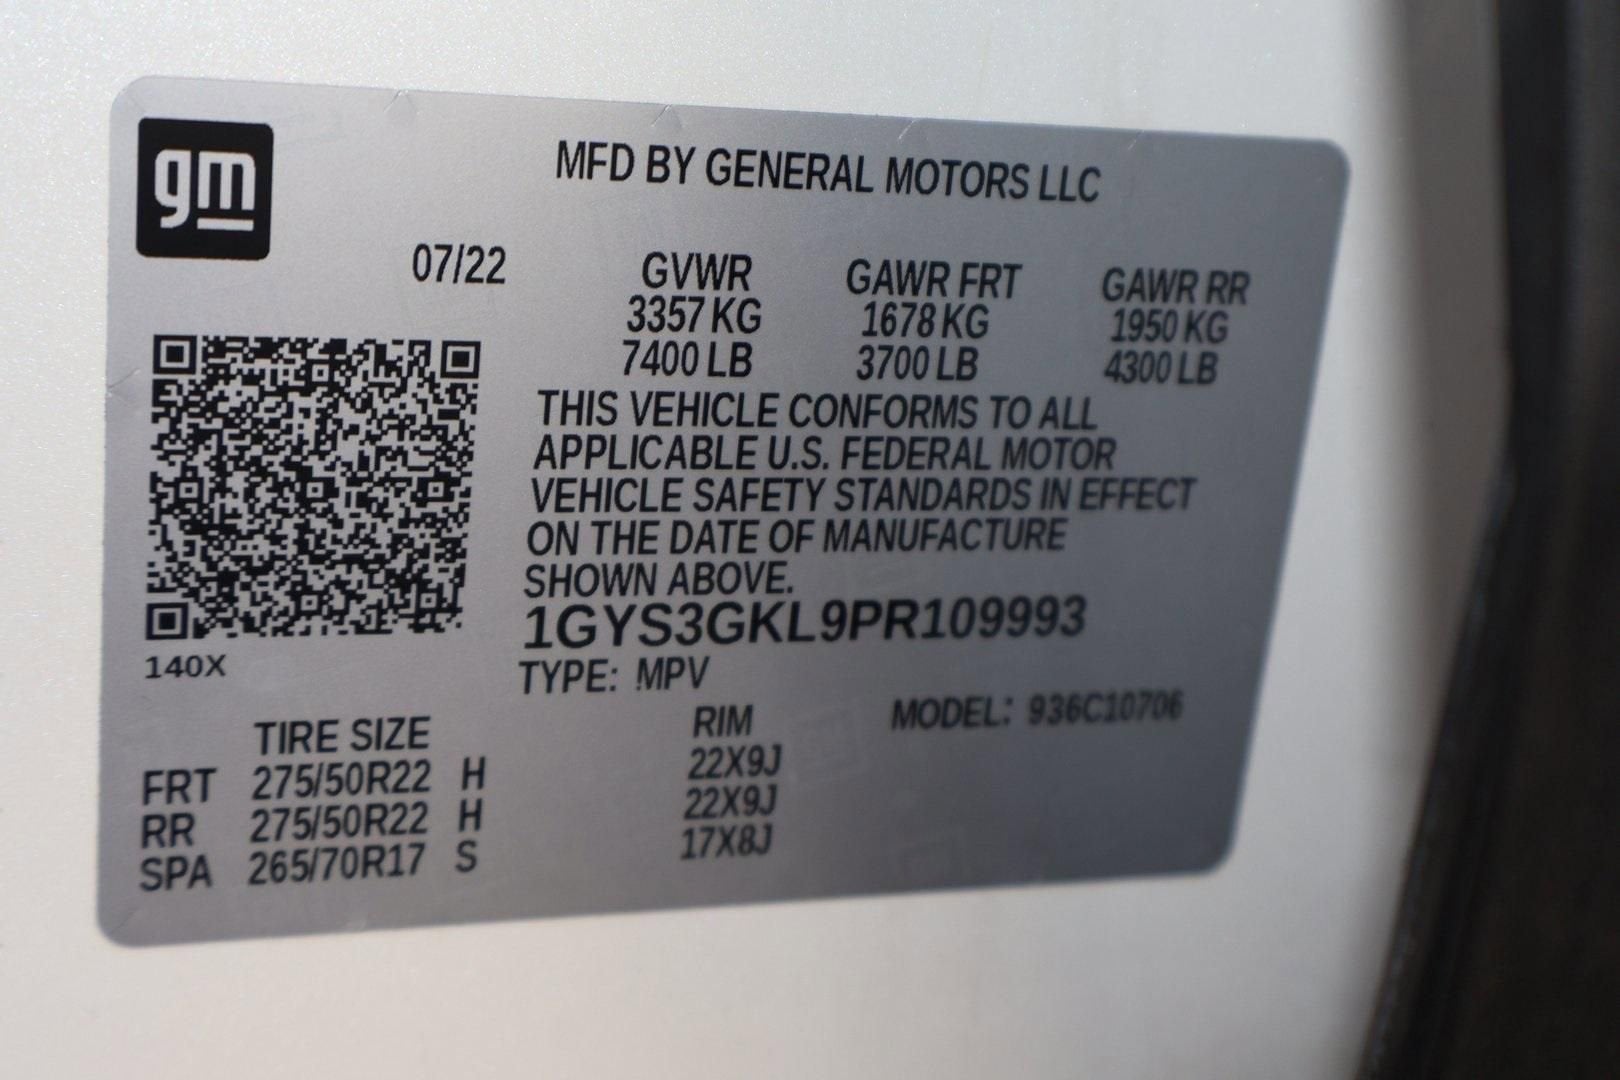 gm
MFD BY GENERAL MOTORS LLC
07/22 GVWR GAWR FRT GAWR RR
3357 KG 1678 KG 1950 KG
7400 LB 3700 LB 4300 LB
THIS VEHICLE CONFORMS TO ALL
APPLICABLE U.S. FEDERAL MOTOR
VEHICLE SAFETY STANDARDS IN EFFECT
ON THE DATE OF MANUFACTURE
SHOWN ABOVE.
1GYS3GKL9PR109993
140X
TYPE: MPV
TIRE SIZE RIM MODEL: 936C10706
FRT 275/50R22 H 22X9J
RR 275/50R22 H 22X9J
SPA 265/70R17 S 17X8J